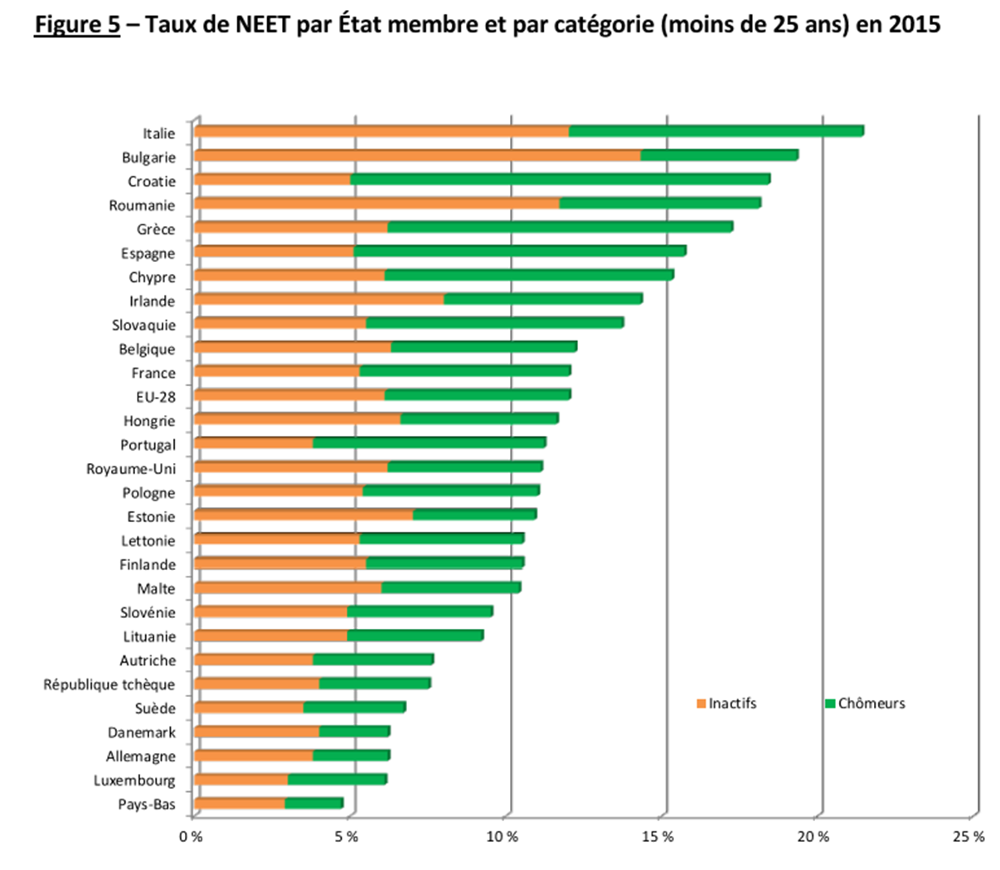 Figure 5 – Taux de NEET par État membre et par catégorie (moins de 25 ans) en 2015
Italie
Bulgarie
Croatie
Roumanie
Grèce
Espagne
Chypre
Irlande
Slovaquie
Belgique
France
EU-28
Hongrie
Portugal
Royaume-Uni
Pologne
Estonie
Lettonie
Finlande
Malte
Slovénie
Lituanie
Autriche
République tchèque
Suède
Danemark
Allemagne
Luxembourg
Pays-Bas
Inactifs Chômeurs
0 % 5 % 10 % 15 % 20 % 25 %